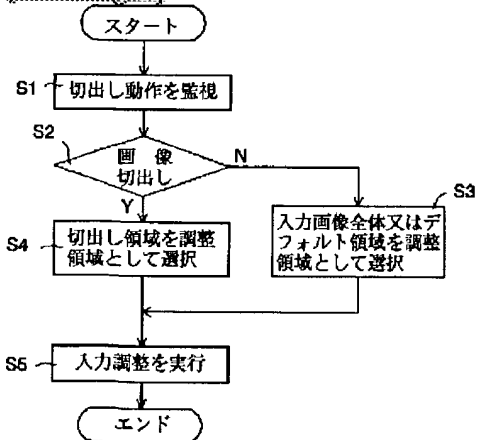 スタート
S1
切出し動作を監視
S2
画 像
切出し
N
Y
S3
入力画像全体又はデ
フォルト領域を調整
領域として選択
S4
切出し領域を調整
領域として選択
S5
入力調整を実行
エンド